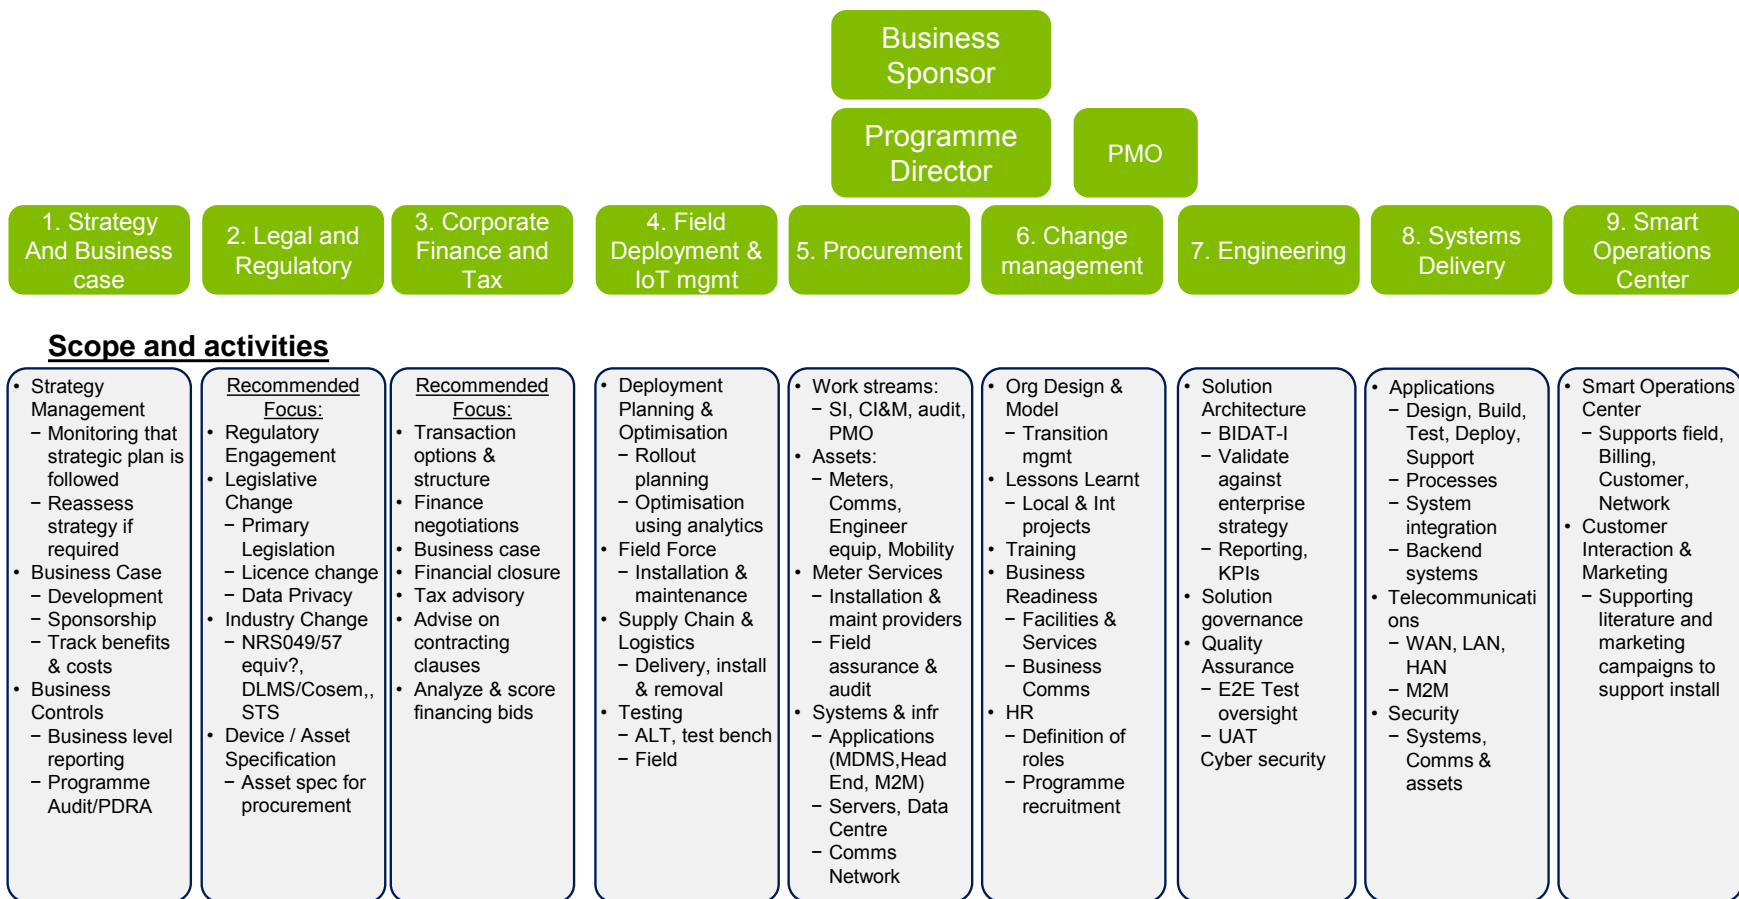 Business
Sponsor
Programme
Director
PMO
1. Strategy
And Business
case
2. Legal and
Regulatory
3. Corporate
Finance and
Tax
4. Field
Deployment &
IoT mgmt
5. Procurement
6. Change
management
7. Engineering
8. Systems
Delivery
9. Smart
Operations
Center
Scope and activities
• Strategy
Management
− Monitoring that
strategic plan is
followed
− Reassess
strategy if
required
• Business Case
− Development
− Sponsorship
− Track benefits
& costs
• Business
Controls
− Business level
reporting
− Programme
Audit/PDRA
Recommended
Focus:
• Regulatory
Engagement
• Legislative
Change
− Primary
Legislation
− Licence change
− Data Privacy
• Industry Change
− NRS049/57
equiv?,
DLMS/Cosem,,
STS
• Device / Asset
Specification
− Asset spec for
procurement
Recommended
Focus:
• Transaction
options &
structure
• Finance
negotiations
• Business case
• Financial closure
• Tax advisory
• Advise on
contracting
clauses
• Analyze & score
financing bids
• Deployment
Planning &
Optimisation
− Rollout
planning
− Optimisation
using analytics
• Field Force
− Installation &
maintenance
• Supply Chain &
Logistics
− Delivery, install
& removal
• Testing
− ALT, test bench
− Field
• Work streams:
− SI, CI&M, audit,
PMO
• Assets:
− Meters,
Comms,
Engineer
equip, Mobility
• Meter Services
− Installation &
maint providers
− Field
assurance &
audit
• Systems & infr
− Applications
(MDMS,Head
End, M2M)
− Servers, Data
Centre
− Comms
Network
• Org Design &
Model
− Transition
mgmt
• Lessons Learnt
− Local & Int
projects
• Training
• Business
Readiness
− Facilities &
Services
− Business
Comms
• HR
− Definition of
roles
− Programme
recruitment
• Solution
Architecture
− BIDAT-I
− Validate
against
enterprise
strategy
− Reporting,
KPIs
• Solution
governance
• Quality
Assurance
− E2E Test
oversight
− UAT
Cyber security
• Applications
− Design, Build,
Test, Deploy,
Support
− Processes
− System
integration
− Backend
systems
• Telecommunicati
ons
− WAN, LAN,
HAN
− M2M
• Security
− Systems,
Comms &
assets
• Smart Operations
Center
− Supports field,
Billing,
Customer,
Network
• Customer
Interaction &
Marketing
− Supporting
literature and
marketing
campaigns to
support install